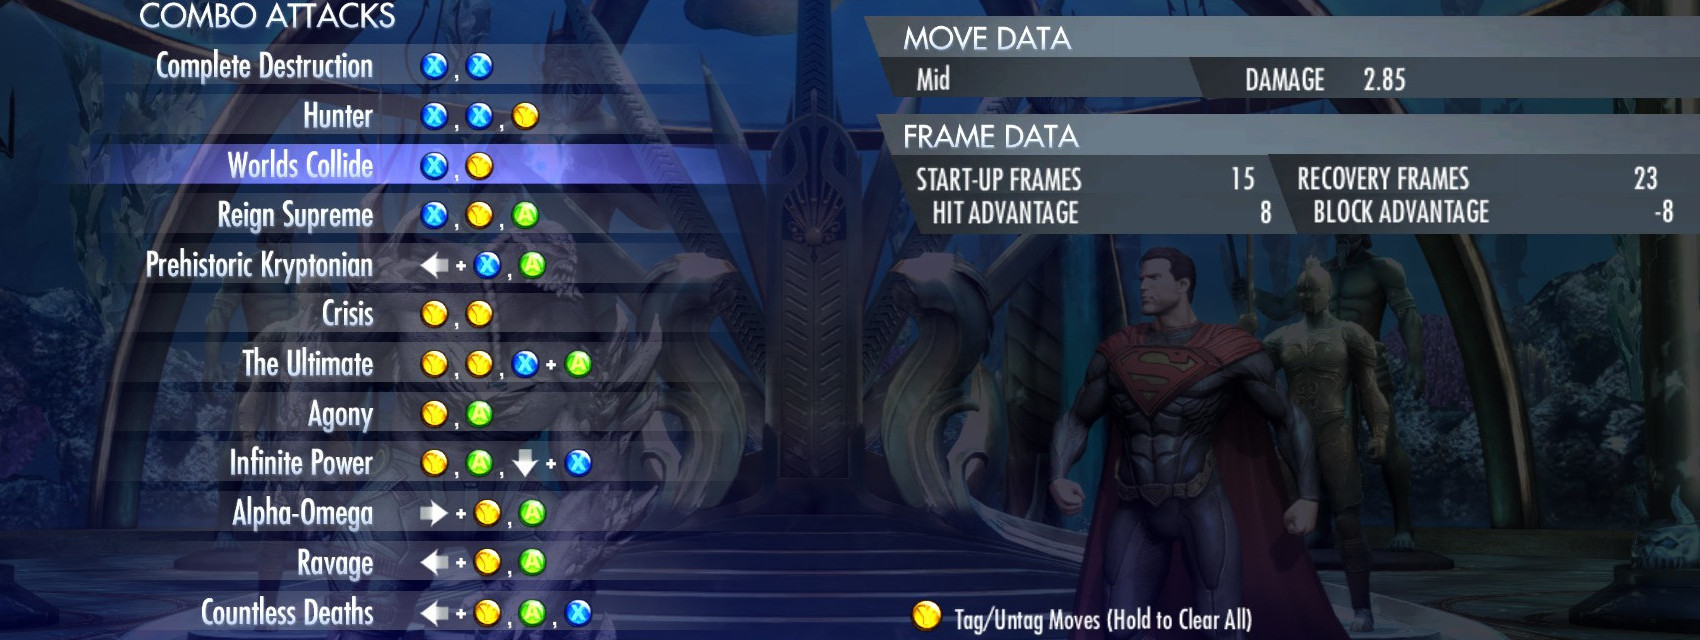 COMBO ATTACKS
Complete Destruction X , X
Hunter X , X , Y
Worlds Collide X , Y
Reign Supreme X , Y , A
Prehistoric Kryptonian ← + X , A
Crisis Y , Y
The Ultimate Y , Y , X + A
Agony Y , A
Infinite Power Y , A , ↓ + X
Alpha-Omega → + Y , A
Ravage ← + Y , A
Countless Deaths ← + Y , A , X
MOVE DATA
Mid DAMAGE 2.85
FRAME DATA
START-UP FRAMES 15 RECOVERY FRAMES 23
HIT ADVANTAGE 8 BLOCK ADVANTAGE -8
Y Tag/Untag Moves (Hold to Clear All)